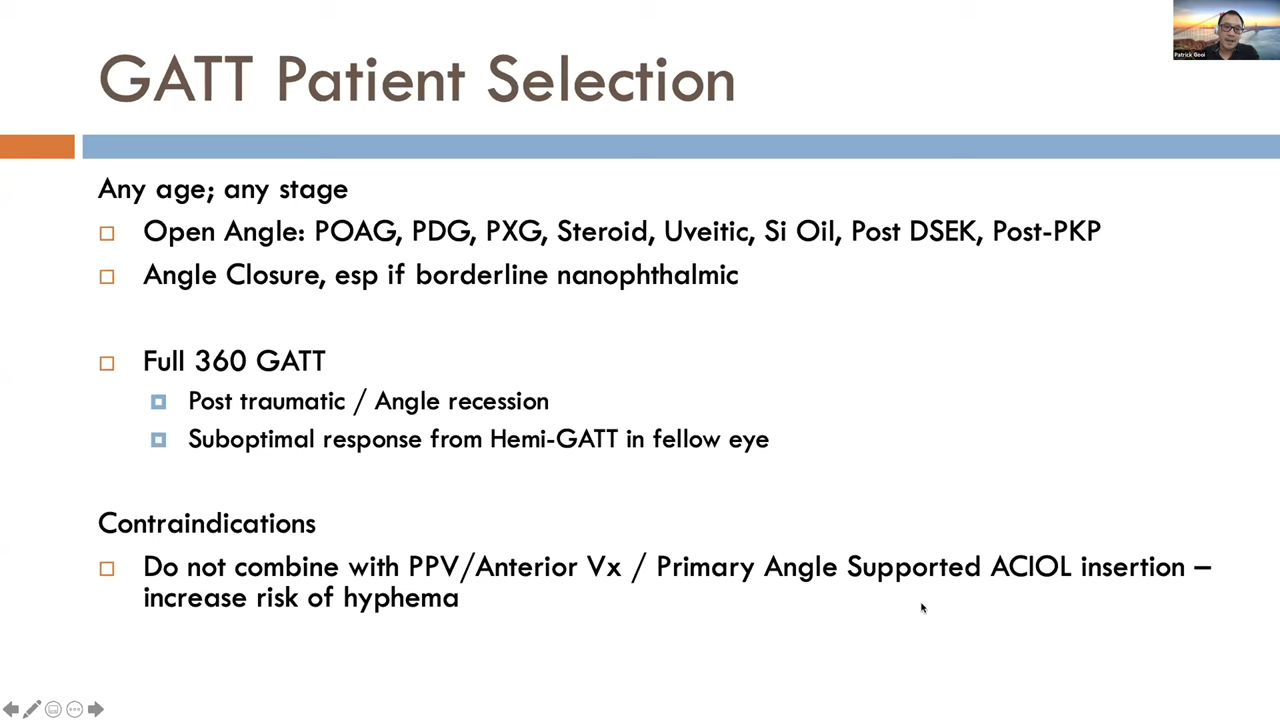 Patrick Gooi
GATT Patient Selection
Any age; any stage
Open Angle: POAG, PDG, PXG, Steroid, Uveitic, Si Oil, Post DSEK, Post-PKP
Angle Closure, esp if borderline nanophthalmic
Full 360 GATT
Post traumatic / Angle recession
Suboptimal response from Hemi-GATT in fellow eye
Contraindications
Do not combine with PPV/Anterior Vx / Primary Angle Supported ACIOL insertion –
increase risk of hyphema